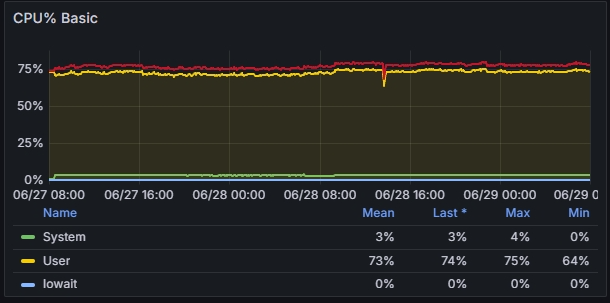 CPU% Basic
75%
50%
25%
0%
06/27 08:00 06/27 16:00 06/28 00:00 06/28 08:00 06/28 16:00 06/29 00:00 06/29 0
Name Mean Last * Max Min
System 3% 3% 4% 0%
User 73% 74% 75% 64%
Iowait 0% 0% 0% 0%